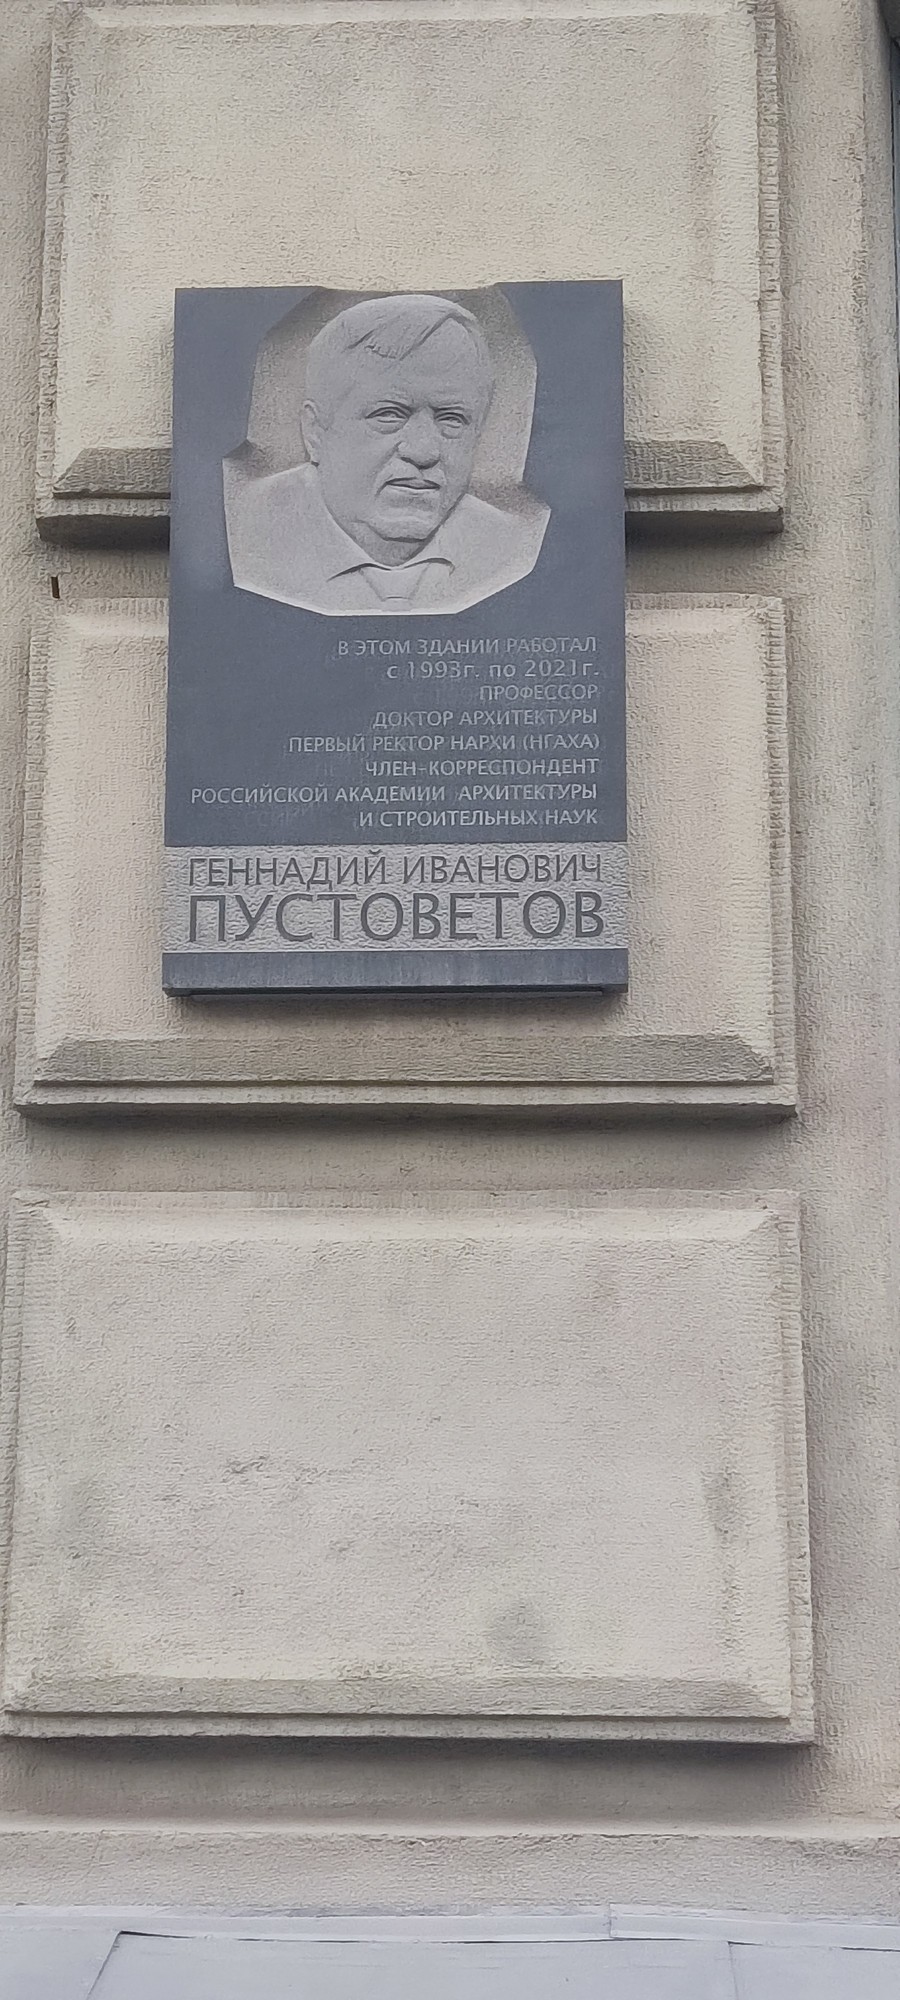 В ЭТОМ ЗДАНИИ РАБОТАЛ
с 1993г. по 2021г.
ПРОФЕССОР
ДОКТОР АРХИТЕКТУРЫ
ПЕРВЫЙ РЕКТОР НАРХИ (НГАХА)
ЧЛЕН-КОРРЕСПОНДЕНТ
РОССИЙСКОЙ АКАДЕМИИ АРХИТЕКТУРЫ
И СТРОИТЕЛЬНЫХ НАУК
ГЕННАДИЙ ИВАНОВИЧ
ПУСТОВЕТОВ